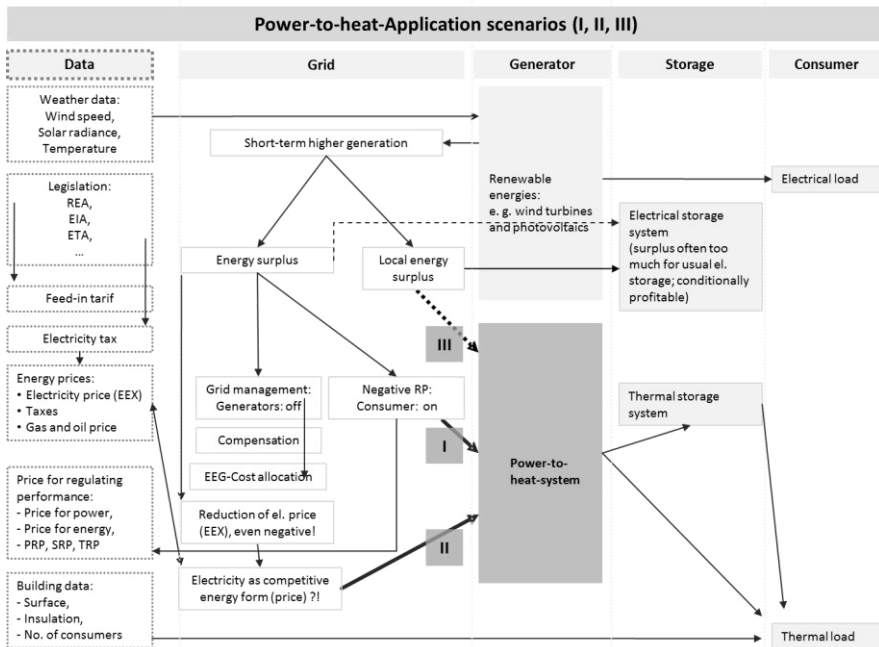 Power-to-heat-Application scenarios (I, II, III)
Data
Grid
Generator
Storage
Consumer
Weather data:
Wind speed,
Solar radiance,
Temperature
Legislation:
REA,
EIA,
ETA,
...
Feed-in tarif
Electricity tax
Energy prices:
• Electricity price (EEX)
• Taxes
• Gas and oil price
Price for regulating
performance:
- Price for power,
- Price for energy,
- PRP, SRP, TRP
Building data:
- Surface,
- Insulation,
- No. of consumers
Short-term higher generation
Energy surplus
Local energy
surplus
Grid management:
Generators: off
Negative RP:
Consumer: on
Compensation
EEG-Cost allocation
Reduction of el. price
(EEX), even negative!
Electricity as competitive
energy form (price) ?!
III
I
II
Renewable
energies:
e. g. wind turbines
and photovoltaics
Power-to-
heat-system
Electrical storage
system
(surplus often too
much for usual el.
storage; conditionally
profitable)
Thermal storage
system
Electrical load
Thermal load